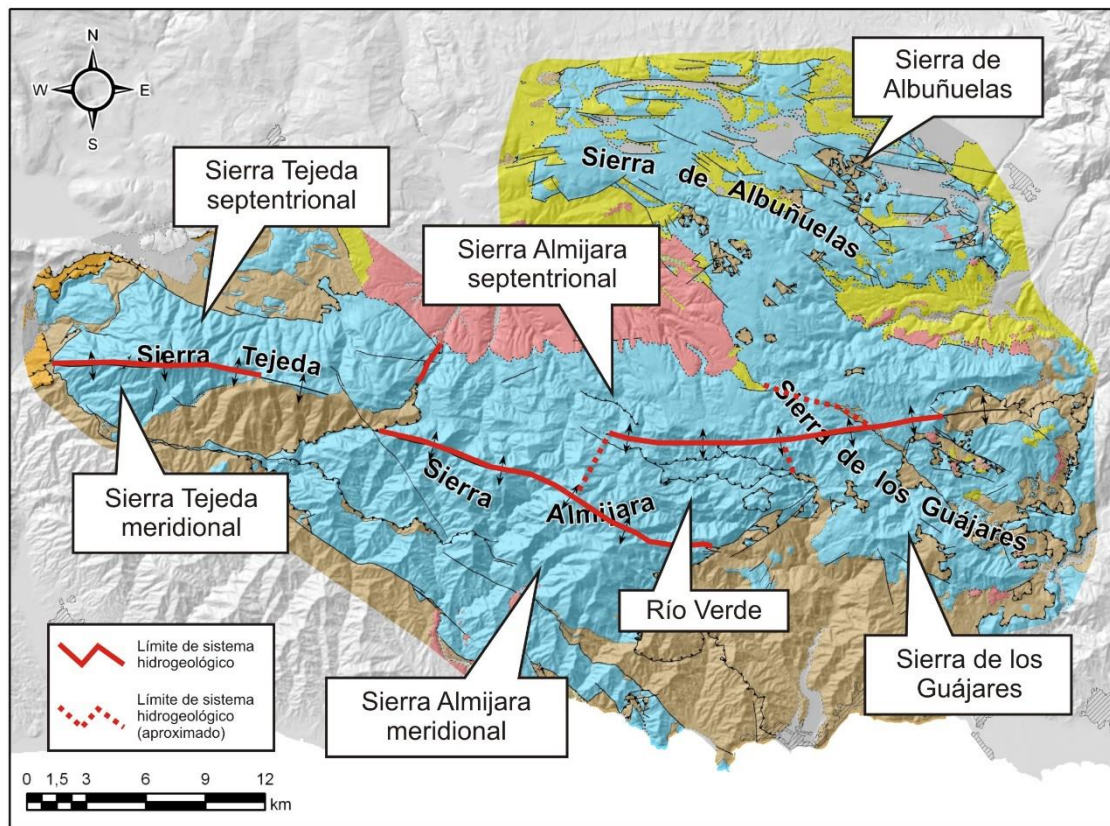 N
W
E
S
Sierra de
Albuñuelas
Sierra Tejeda
septentrional
Sierra de Albuñuelas
Sierra Almijara
septentrional
Sierra Tejeda
Sierra de los Guájares
Sierra Almijara
Sierra Tejeda
meridional
Río Verde
Sierra de los
Guájares
Sierra Almijara
meridional
Límite de sistema
hidrogeológico
Límite de sistema
hidrogeológico
(aproximado)
0 1,5 3 6 9 12
km